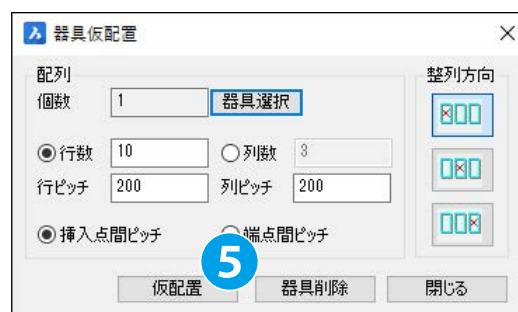 器具仮配置
配列
整列方向
個数 1 器具選択
行数 10 列数 3
行ピッチ 200 列ピッチ 200
挿入点間ピッチ 端点間ピッチ
5
仮配置 器具削除 閉じる